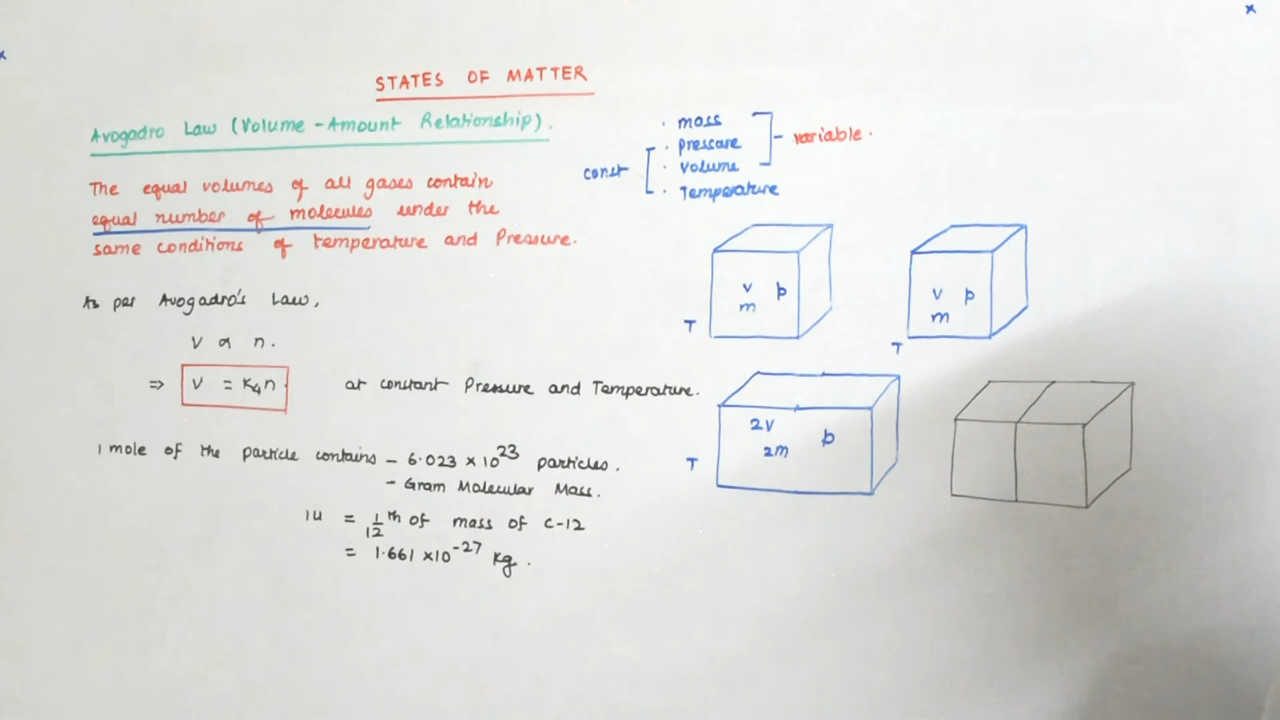 STATES OF MATTER
Avogadro Law (Volume - Amount Relationship).
The equal volumes of all gases contain
equal number of molecules under the
same conditions of temperature and Pressure.
As per Avogadro's Law,
V ∝ n.
⇒ V = K₄n
at constant Pressure and Temperature.
1 mole of the particle contains - 6.023 × 10²³ particles.
- Gram Molecular Mass.
1u = 1/12 th of mass of C-12
= 1.661 ×10⁻²⁷ kg.
· mass
· pressure
· volume
· Temperature
const
variable.
V p
m
T
V p
m
T
2V p
2m
T